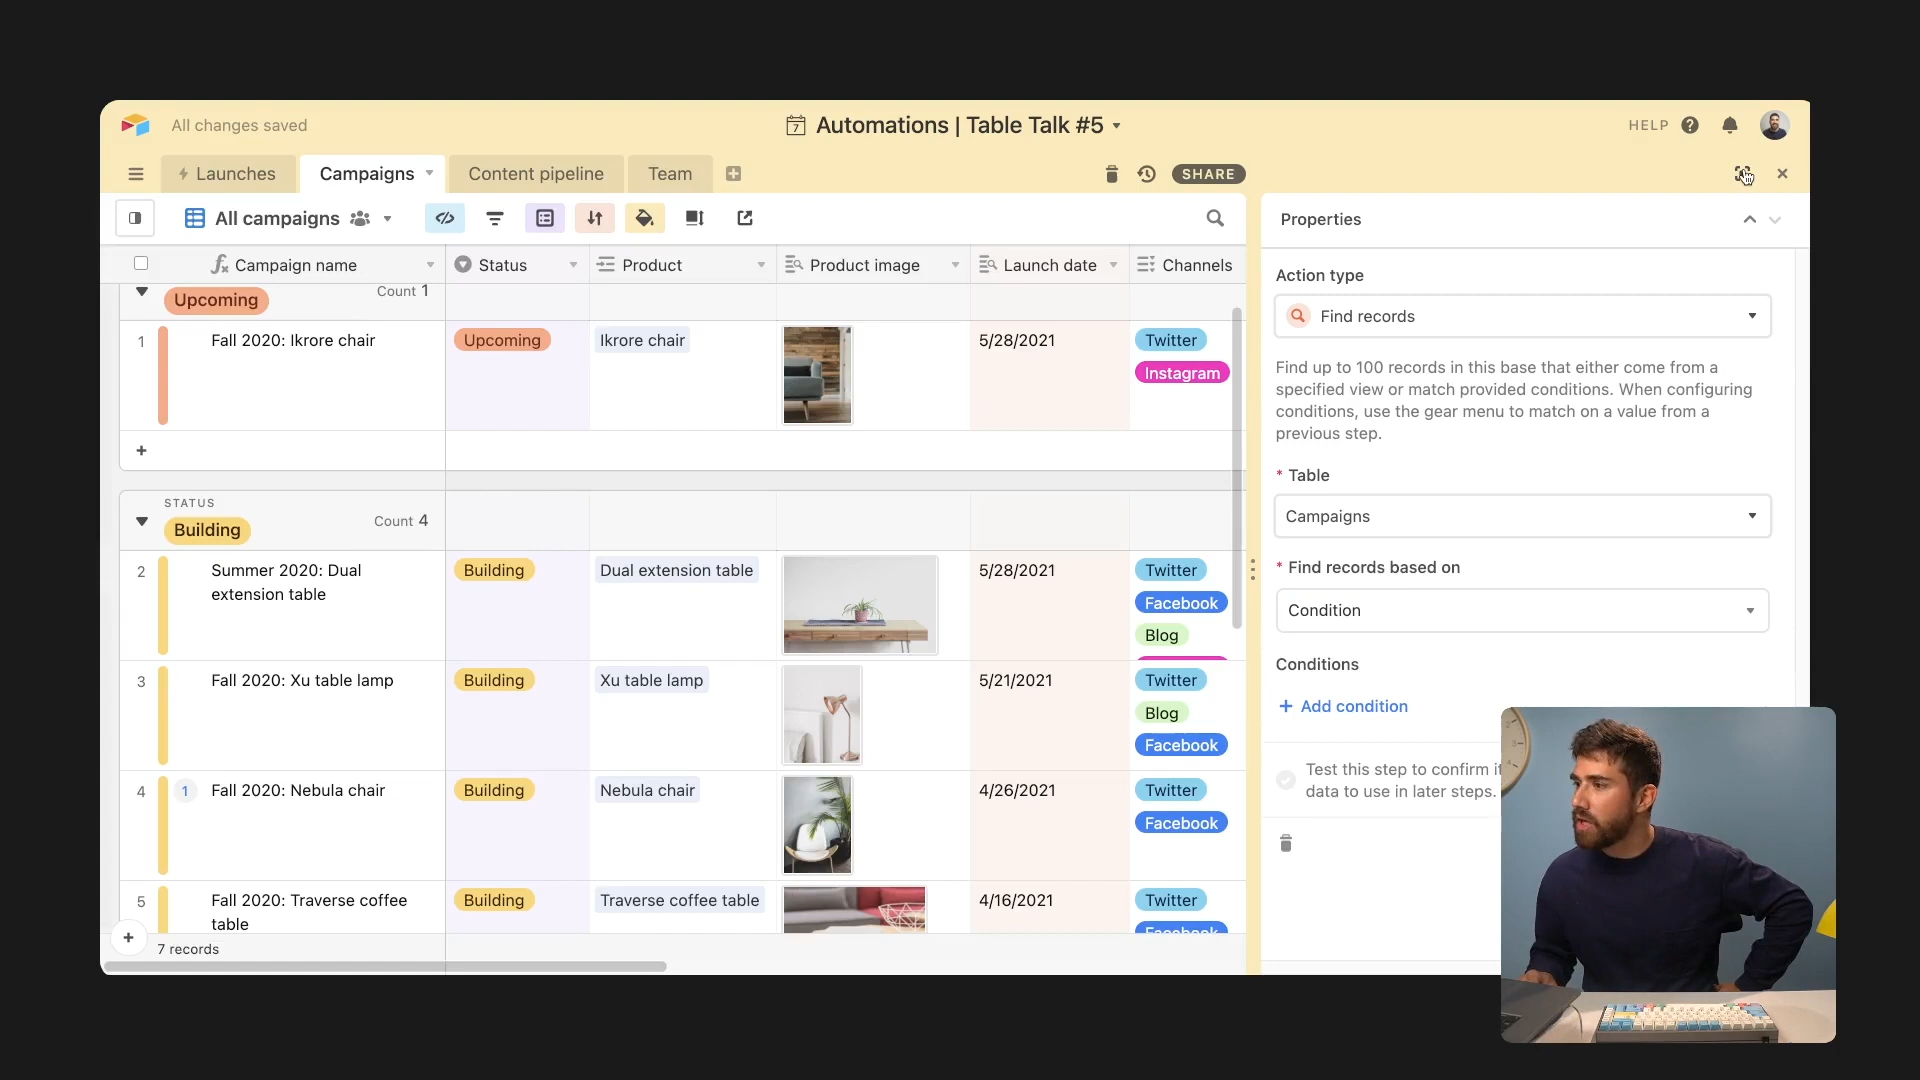 All changes saved
Automations | Table Talk #5
HELP
Launches
Campaigns
Content pipeline
Team
SHARE
All campaigns
Properties
Campaign name
Status
Product
Product image
Launch date
Channels
Upcoming
Count 1
1
Fall 2020: Ikrore chair
Upcoming
Ikrore chair
5/28/2021
Twitter
Instagram
STATUS
Building
Count 4
2
Summer 2020: Dual
extension table
Building
Dual extension table
5/28/2021
Twitter
Facebook
Blog
3
Fall 2020: Xu table lamp
Building
Xu table lamp
5/21/2021
Twitter
Blog
Facebook
4
1
Fall 2020: Nebula chair
Building
Nebula chair
4/26/2021
Twitter
Facebook
5
Fall 2020: Traverse coffee
table
Building
Traverse coffee table
4/16/2021
Twitter
Facebook
7 records
Action type
Find records
Find up to 100 records in this base that either come from a
specified view or match provided conditions. When configuring
conditions, use the gear menu to match on a value from a
previous step.
* Table
Campaigns
* Find records based on
Condition
Conditions
+ Add condition
Test this step to confirm
data to use in later steps.